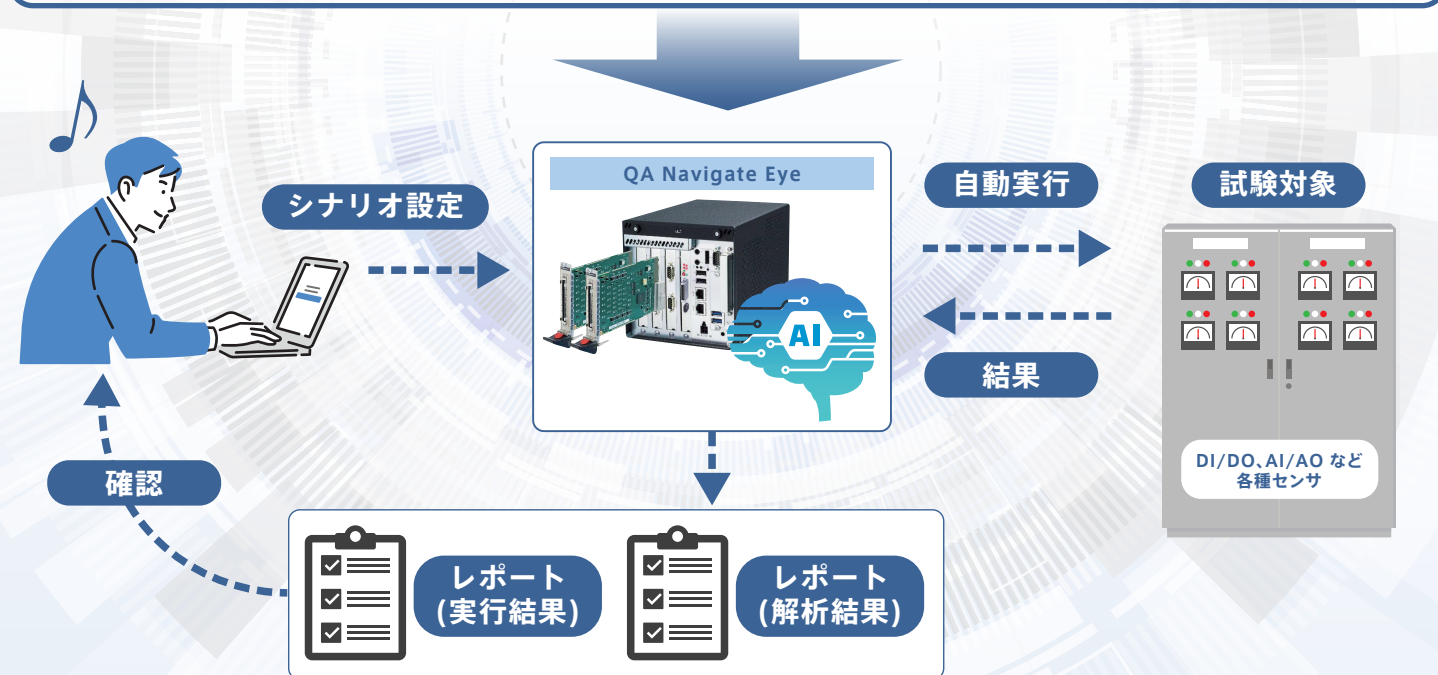 QA Navigate Eye
シナリオ設定
自動実行
試験対象
AI
結果
DI/DO、AI/AO など
各種センサ
確認
レポート
(実行結果)
レポート
(解析結果)